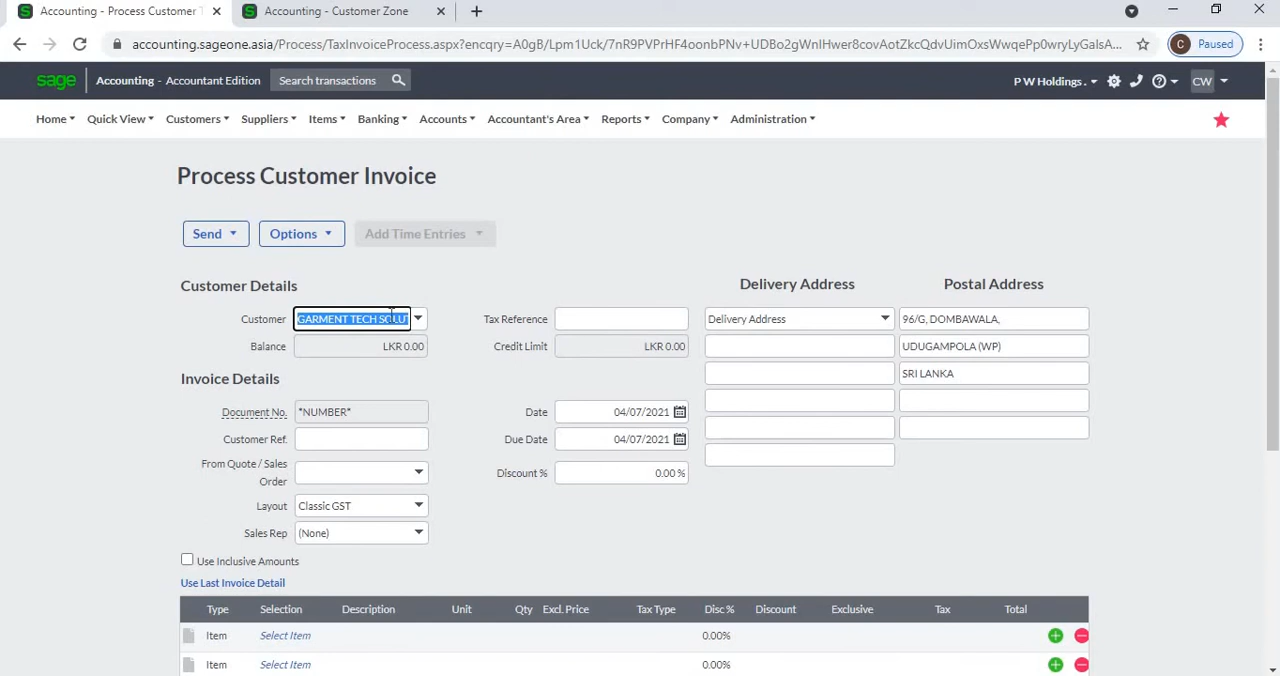 Accounting - Process Customer
Accounting - Customer Zone
accounting.sageone.asia/Process/TaxInvoiceProcess.aspx?encqry=A0gB/Lpm1Uck/7nR9PVPrHF4oonbPNv+UDBo2gWnIHwer8covAotZkcQdvUimOxsWwqePp0wryLyGalsA...
Paused
sage Accounting - Accountant Edition Search transactions P W Holdings . CW
Home Quick View Customers Suppliers Items Banking Accounts Accountant's Area Reports Company Administration
Process Customer Invoice
Send Options Add Time Entries
Customer Details Delivery Address Postal Address
Customer GARMENT TECH SOLUT Tax Reference Delivery Address 96/G, DOMBAWALA,
Balance LKR 0.00 Credit Limit LKR 0.00 UDUGAMPOLA (WP)
SRI LANKA
Invoice Details
Document No. *NUMBER* Date 04/07/2021
Customer Ref. Due Date 04/07/2021
From Quote / Sales
Order Discount % 0.00 %
Layout Classic GST
Sales Rep (None)
Use Inclusive Amounts
Use Last Invoice Detail
Type Selection Description Unit Qty Excl. Price Tax Type Disc % Discount Exclusive Tax Total
Item Select Item 0.00%
Item Select Item 0.00%